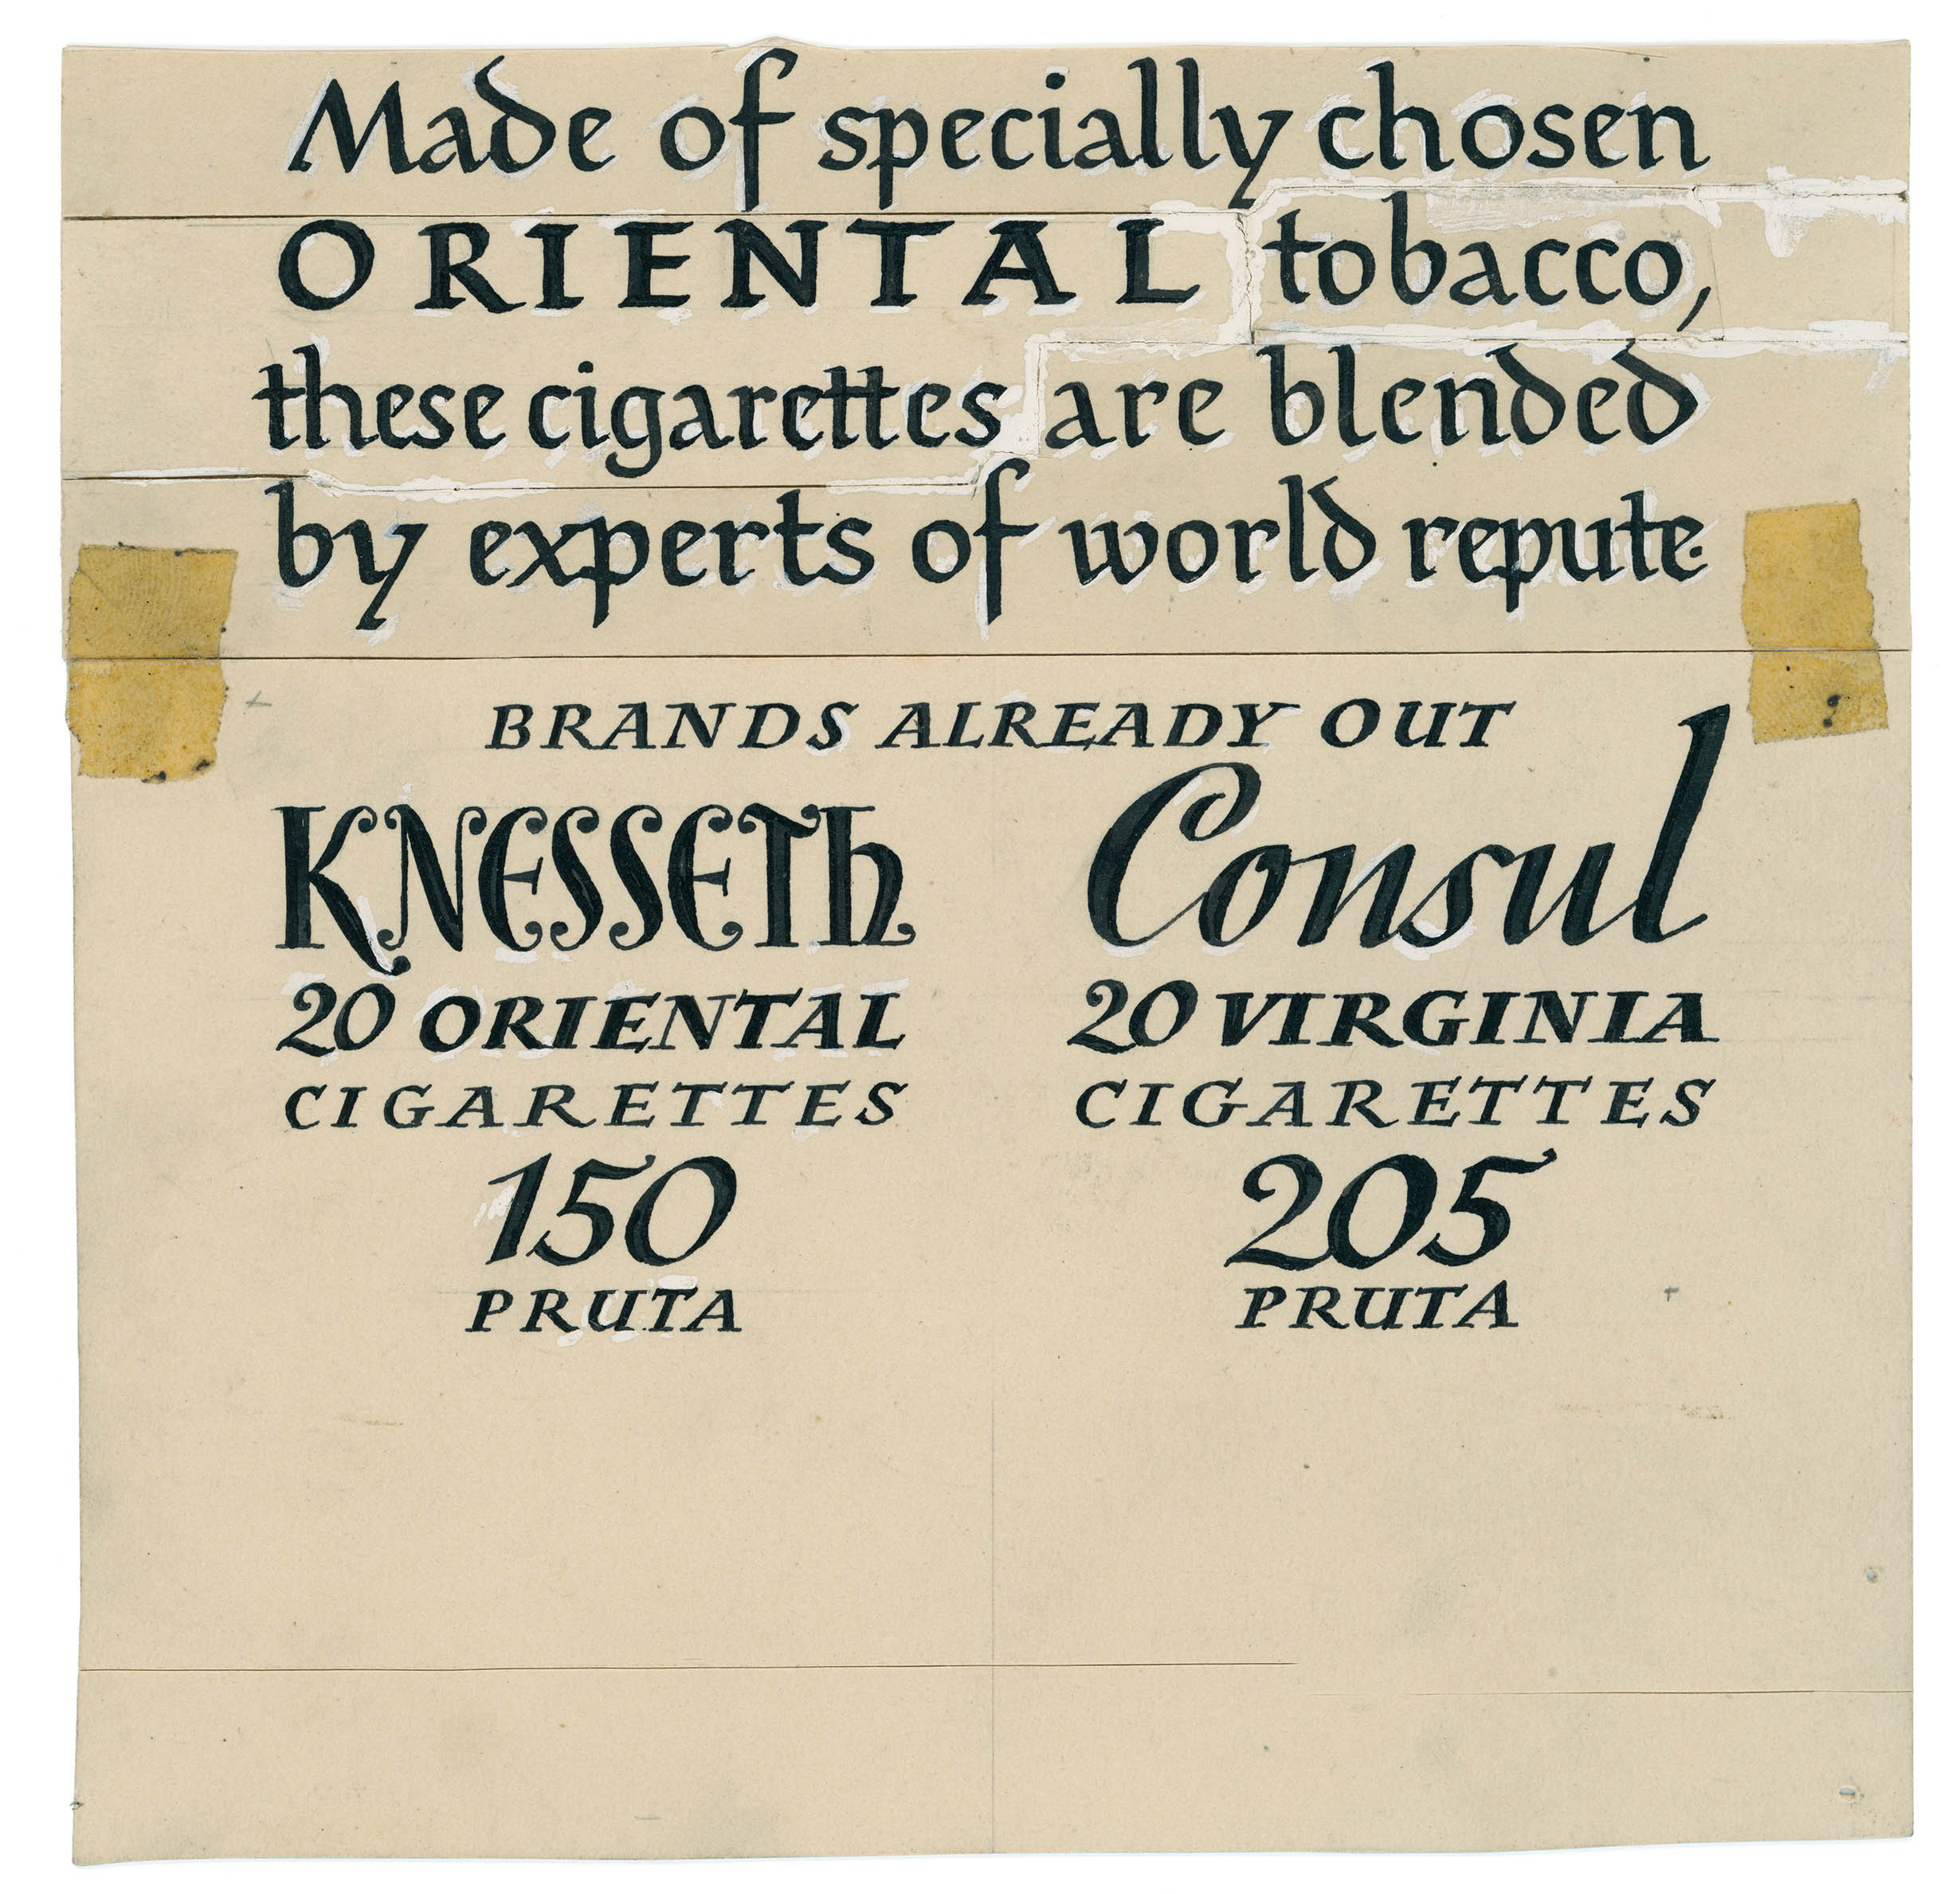 Made of specially chosen
ORIENTAL tobacco,
these cigarettes are blended
by experts of world repute.
BRANDS ALREADY OUT
KNESSETh
20 ORIENTAL
CIGARETTES
150
PRUTA
Consul
20 VIRGINIA
CIGARETTES
205
PRUTA